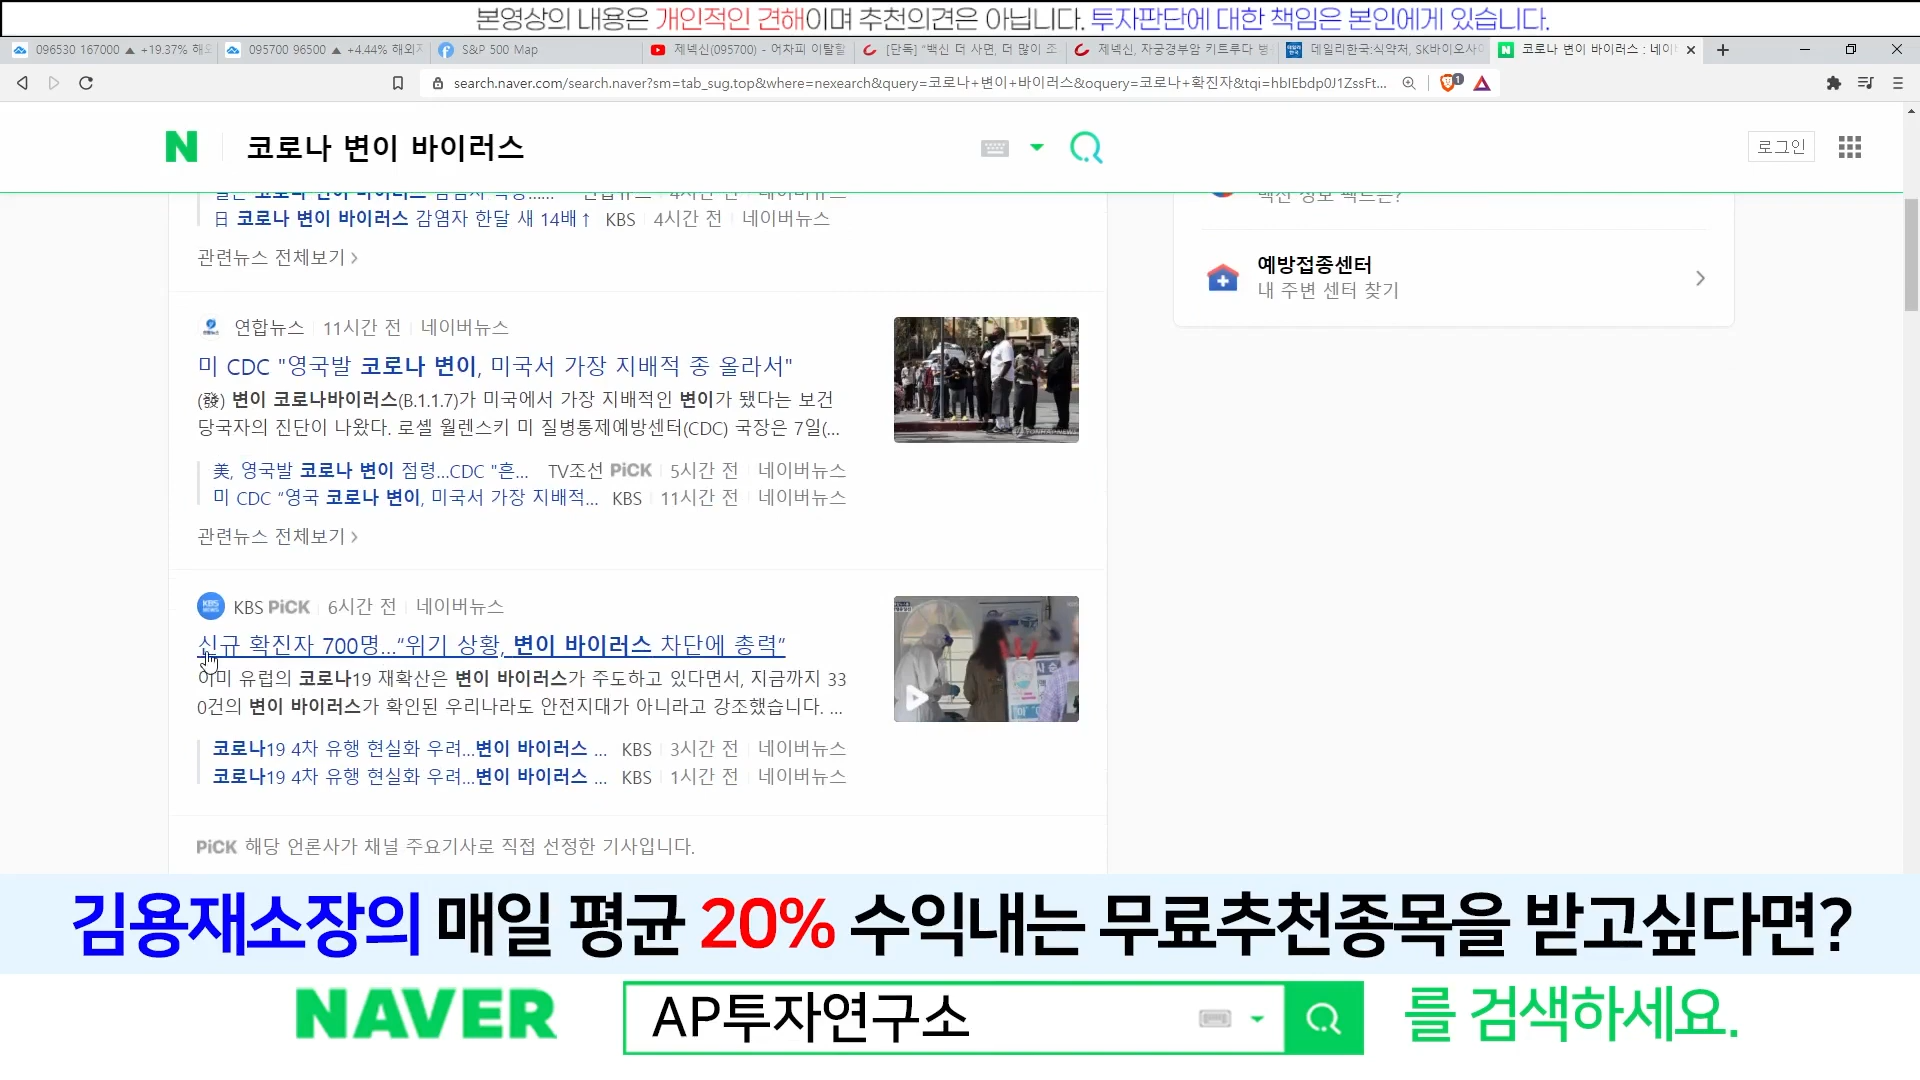 본영상의 내용은 개인적인 견해이며 추천의견은 아닙니다. 투자판단에 대한 책임은 본인에게 있습니다.
096530 167000 ▲ +19.37% 해외
095700 96500 ▲ +4.44% 해외
S&P 500 Map
제넥신(095700) - 어차피 이탈할
[단독] "백신 더 사면, 더 많이 조
제넥신, 자궁경부암 키트루다 병
데일리한국:식약처, SK바이오사이
코로나 변이 바이러스 : 네이
search.naver.com/search.naver?sm=tab_sug.top&where=nexearch&query=코로나+변이+바이러스&oquery=코로나+확진자&tqi=hbIEbdp0J1ZssFt...
1
N 코로나 변이 바이러스
로그인
日 코로나 변이 바이러스 감염자 한달 새 14배↑ KBS 4시간 전 네이버뉴스
관련뉴스 전체보기 >
예방접종센터
내 주변 센터 찾기
연합뉴스 11시간 전 네이버뉴스
미 CDC "영국발 코로나 변이, 미국서 가장 지배적 종 올라서"
(發) 변이 코로나바이러스(B.1.1.7)가 미국에서 가장 지배적인 변이가 됐다는 보건
당국자의 진단이 나왔다. 로셸 월렌스키 미 질병통제예방센터(CDC) 국장은 7일(...
美, 영국발 코로나 변이 점령...CDC "흔... TV조선 PiCK 5시간 전 네이버뉴스
미 CDC "영국 코로나 변이, 미국서 가장 지배적... KBS 11시간 전 네이버뉴스
관련뉴스 전체보기 >
KBS PiCK 6시간 전 네이버뉴스
신규 확진자 700명...“위기 상황, 변이 바이러스 차단에 총력”
이미 유럽의 코로나19 재확산은 변이 바이러스가 주도하고 있다면서, 지금까지 33
0건의 변이 바이러스가 확인된 우리나라도 안전지대가 아니라고 강조했습니다. ...
코로나19 4차 유행 현실화 우려...변이 바이러스 ... KBS 3시간 전 네이버뉴스
코로나19 4차 유행 현실화 우려...변이 바이러스 ... KBS 1시간 전 네이버뉴스
PiCK 해당 언론사가 채널 주요기사로 직접 선정한 기사입니다.
김용재소장의 매일 평균 20% 수익내는 무료추천종목을 받고싶다면?
NAVER AP투자연구소 를 검색하세요.